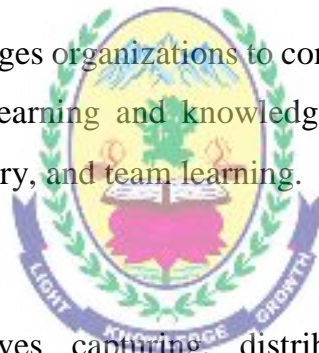 ges organizations to con
earning and knowledg
ry, and team learning.
LIGHT KNOWLEDGE GROWTH
ves capturing, distrib